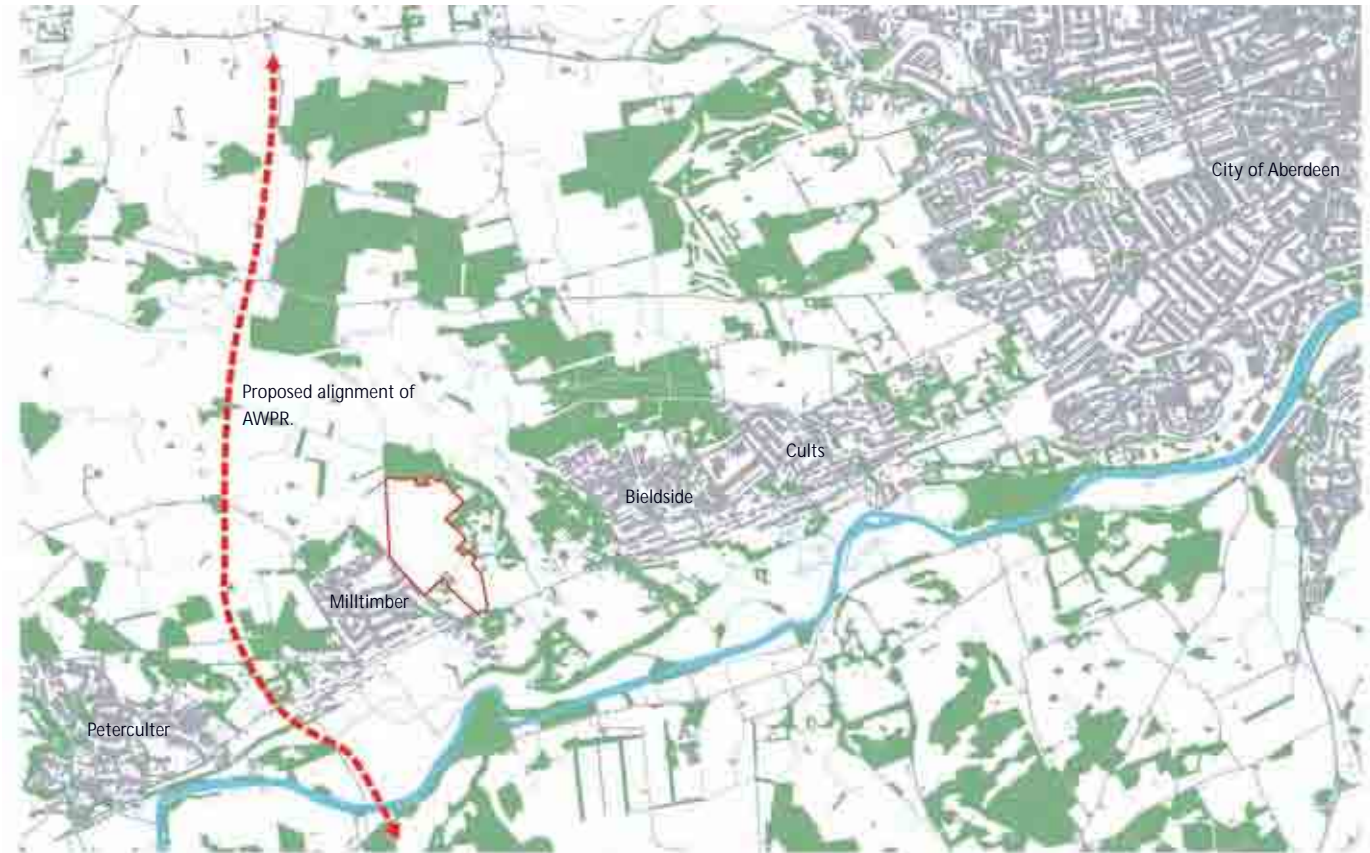 City of Aberdeen
Proposed alignment of
AWPR.
Cults
Bieldside
Milltimber
Peterculter